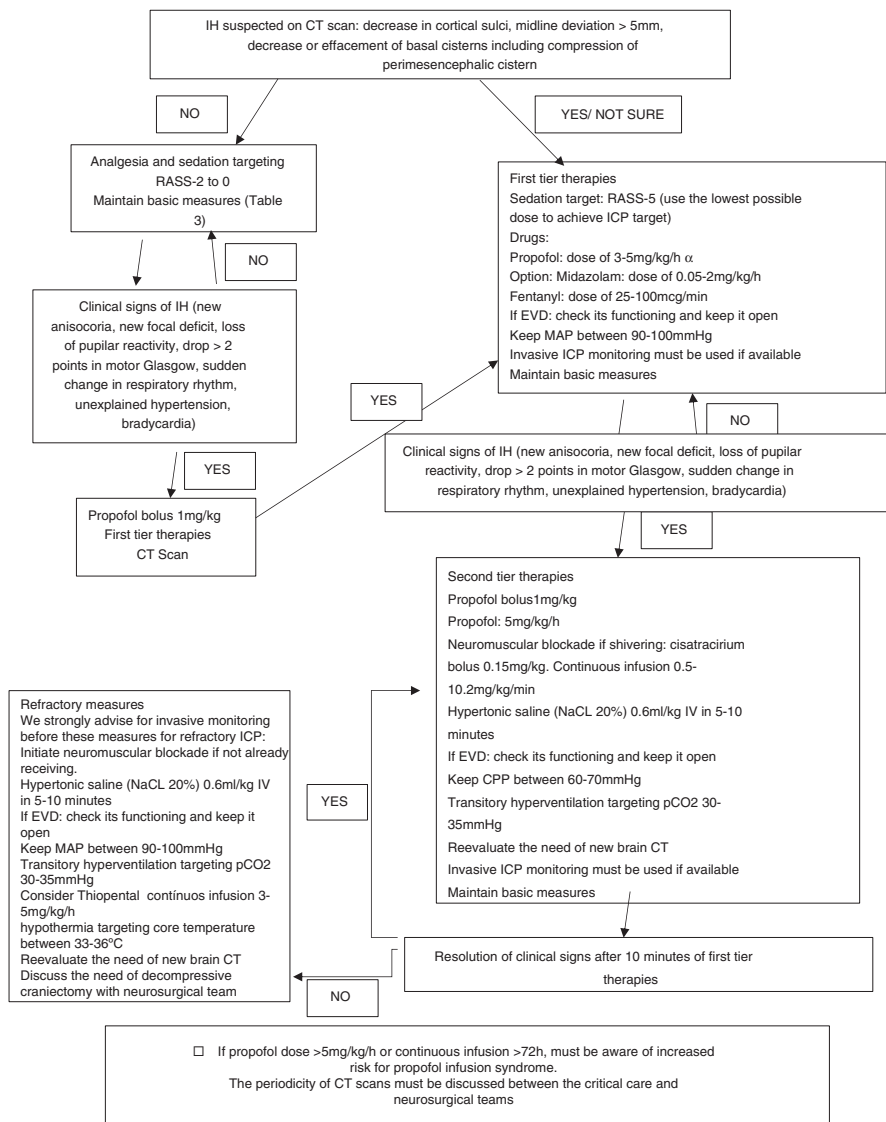 IH suspected on CT scan: decrease in cortical sulci, midline deviation > 5mm,
decrease or effacement of basal cisterns including compression of
perimesencephalic cistern
NO
YES/ NOT SURE
Analgesia and sedation targeting
RASS-2 to 0
Maintain basic measures (Table
3)
NO
Clinical signs of IH (new
anisocoria, new focal deficit, loss
of pupilar reactivity, drop > 2
points in motor Glasgow, sudden
change in respiratory rhythm,
unexplained hypertension,
bradycardia)
YES
Propofol bolus 1mg/kg
First tier therapies
CT Scan
YES
First tier therapies
Sedation target: RASS-5 (use the lowest possible
dose to achieve ICP target)
Drugs:
Propofol: dose of 3-5mg/kg/h α
Option: Midazolam: dose of 0.05-2mg/kg/h
Fentanyl: dose of 25-100mcg/min
If EVD: check its functioning and keep it open
Keep MAP between 90-100mmHg
Invasive ICP monitoring must be used if available
Maintain basic measures
NO
Clinical signs of IH (new anisocoria, new focal deficit, loss of pupilar
reactivity, drop > 2 points in motor Glasgow, sudden change in
respiratory rhythm, unexplained hypertension, bradycardia)
YES
Second tier therapies
Propofol bolus1mg/kg
Propofol: 5mg/kg/h
Neuromuscular blockade if shivering: cisatracirium
bolus 0.15mg/kg. Continuous infusion 0.5-
10.2mg/kg/min
Hypertonic saline (NaCL 20%) 0.6ml/kg IV in 5-10
minutes
If EVD: check its functioning and keep it open
Keep CPP between 60-70mmHg
Transitory hyperventilation targeting pCO2 30-
35mmHg
Reevaluate the need of new brain CT
Invasive ICP monitoring must be used if available
Maintain basic measures
YES
Resolution of clinical signs after 10 minutes of first tier
therapies
NO
Refractory measures
We strongly advise for invasive monitoring
before these measures for refractory ICP:
Initiate neuromuscular blockade if not already
receiving.
Hypertonic saline (NaCL 20%) 0.6ml/kg IV
in 5-10 minutes
If EVD: check its functioning and keep it
open
Keep MAP between 90-100mmHg
Transitory hyperventilation targeting pCO2
30-35mmHg
Consider Thiopental contínuos infusion 3-
5mg/kg/h
hypothermia targeting core temperature
between 33-36ºC
Reevaluate the need of new brain CT
Discuss the need of decompressive
craniectomy with neurosurgical team
□ If propofol dose >5mg/kg/h or continuous infusion >72h, must be aware of increased
risk for propofol infusion syndrome.
The periodicity of CT scans must be discussed between the critical care and
neurosurgical teams